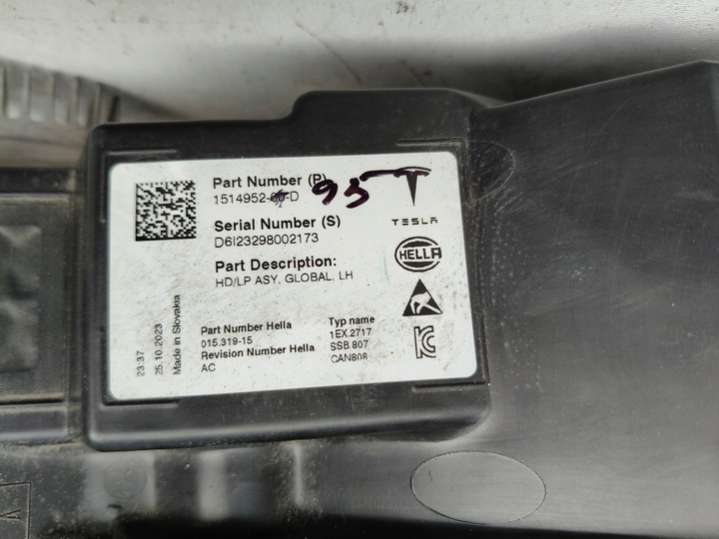 Part Number (P)
1514952-00-D
95
TESLA
Serial Number (S)
D6I23298002173
HELLA
Part Description:
HD/LP ASY, GLOBAL, LH
23:37
25.10.2023
Made in Slovakia
Part Number Hella
015.319-15
Revision Number Hella
AC
Typ name
1EX.2717
SSB.807
CAN808